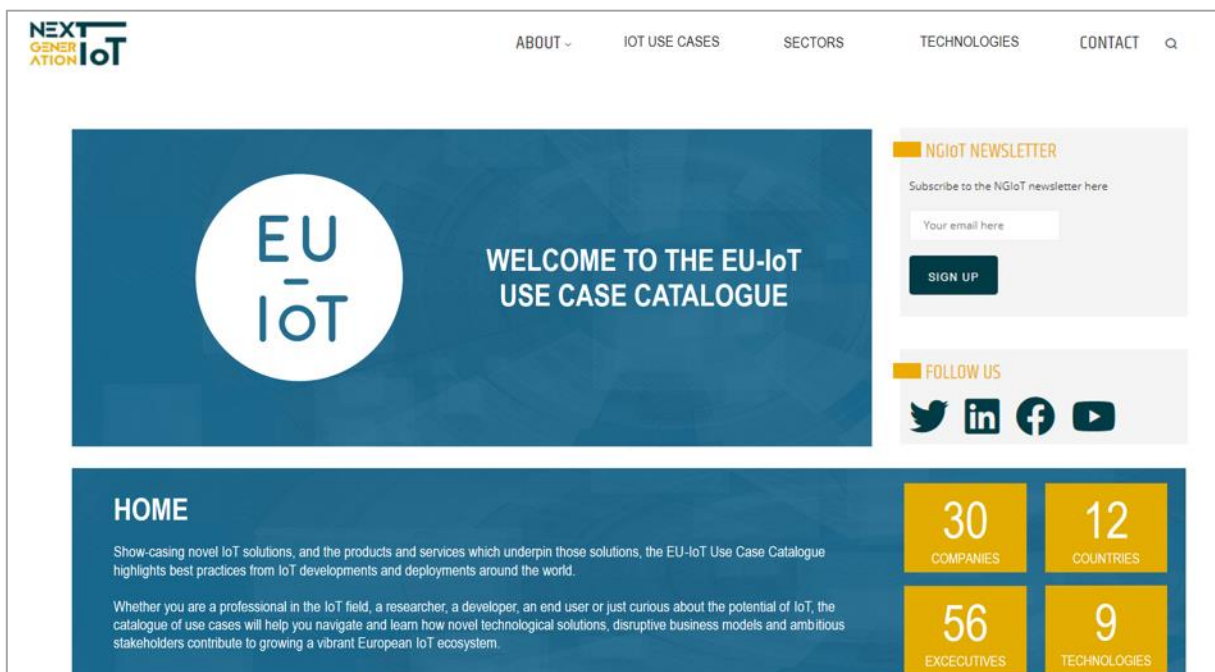 NEXT
GENER
ATION IoT
ABOUT
IOT USE CASES
SECTORS
TECHNOLOGIES
CONTACT
EU
-
IoT
WELCOME TO THE EU-IoT
USE CASE CATALOGUE
NGIoT NEWSLETTER
Subscribe to the NGIoT newsletter here
Your email here
SIGN UP
FOLLOW US
HOME
Show-casing novel IoT solutions, and the products and services which underpin those solutions, the EU-IoT Use Case Catalogue
highlights best practices from IoT developments and deployments around the world.
Whether you are a professional in the IoT field, a researcher, a developer, an end user or just curious about the potential of IoT, the
catalogue of use cases will help you navigate and learn how novel technological solutions, disruptive business models and ambitious
stakeholders contribute to growing a vibrant European IoT ecosystem.
30
COMPANIES
12
COUNTRIES
56
EXCECUTIVES
9
TECHNOLOGIES